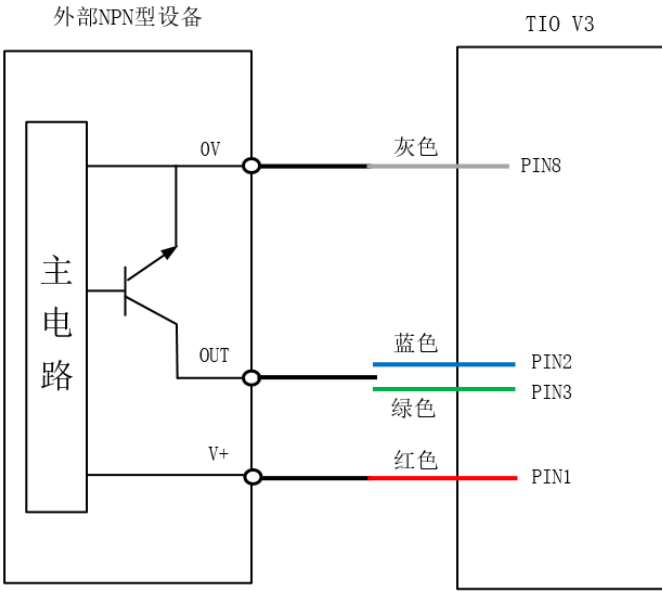 外部NPN型设备
TIO V3
0V
灰色
PIN8
主电路
OUT
蓝色
PIN2
绿色
PIN3
V+
红色
PIN1